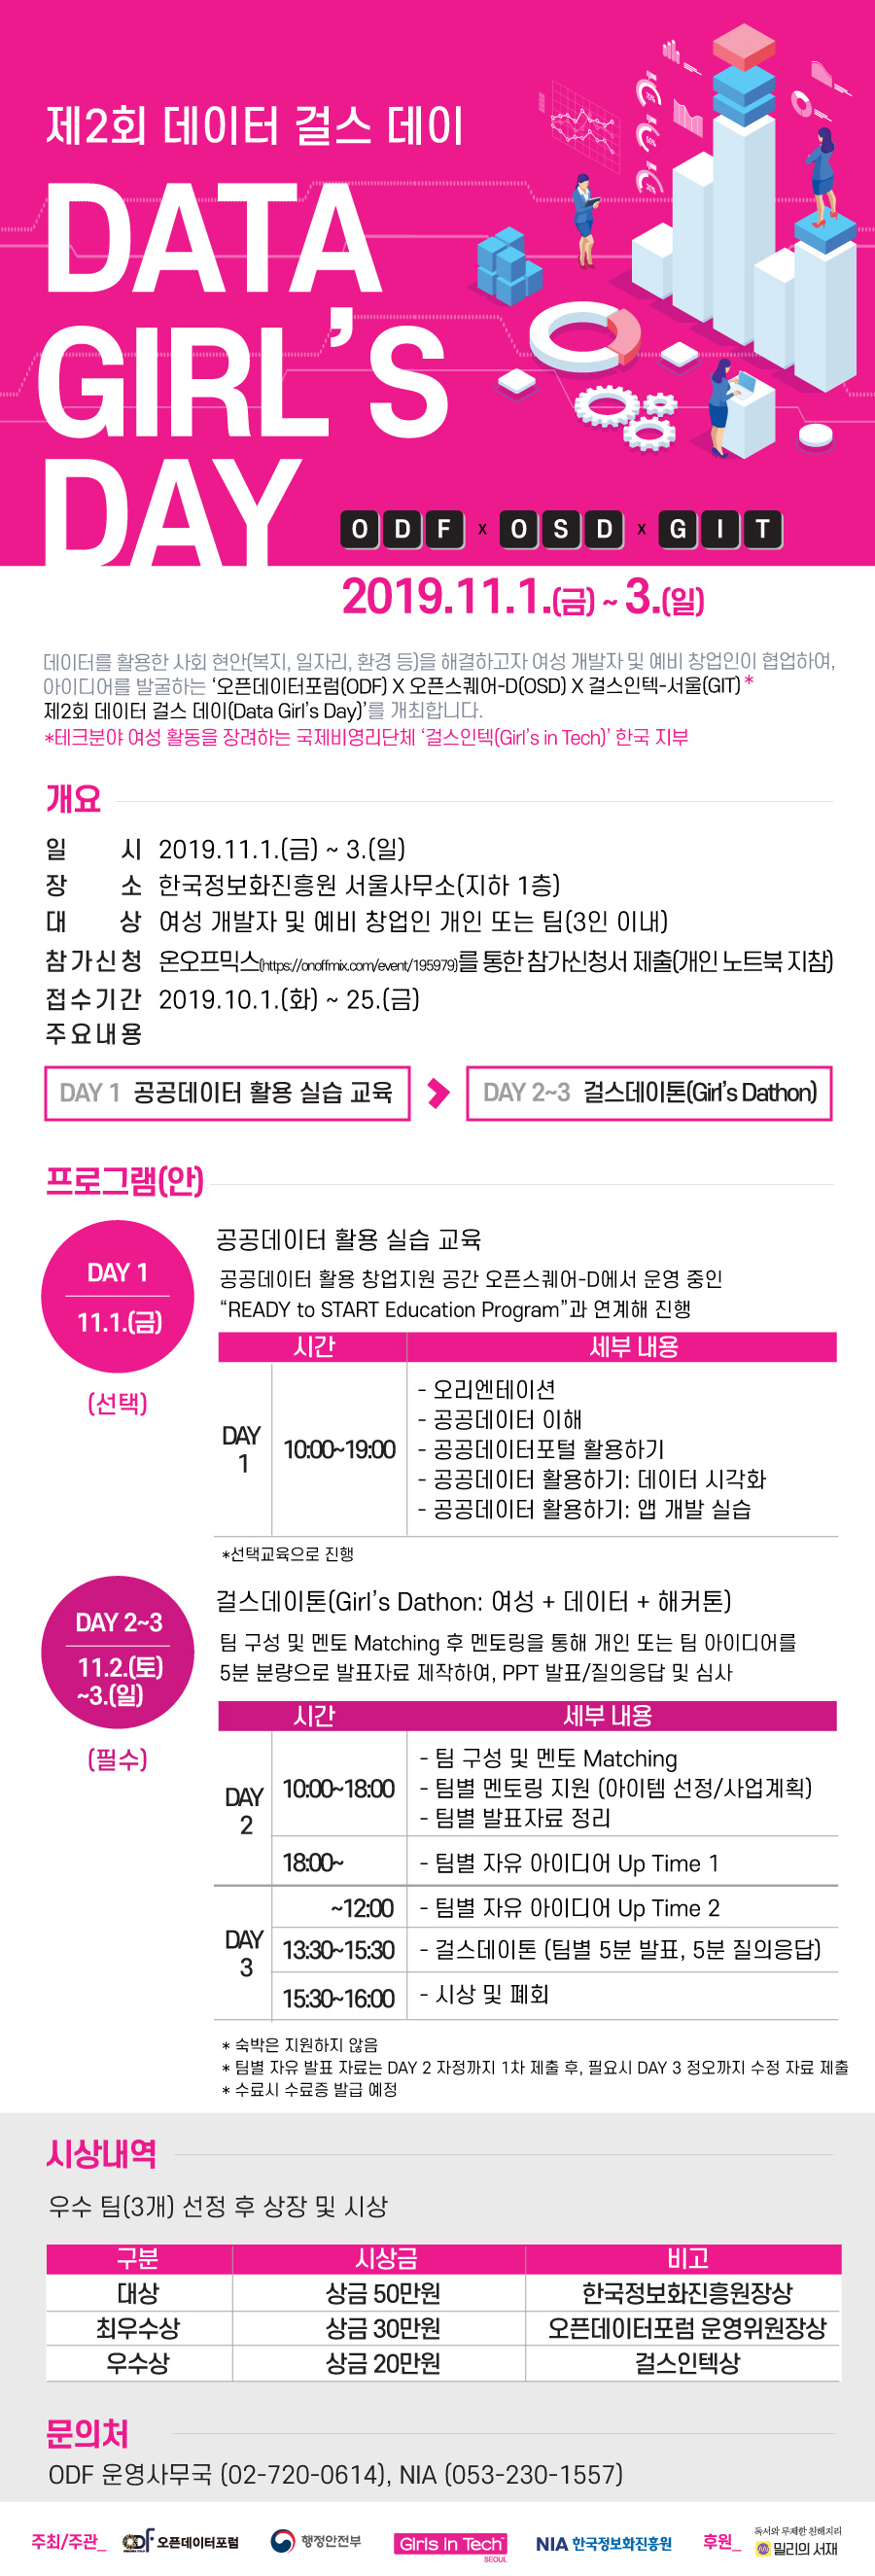 제2회 데이터 걸스 데이
DATA
GIRL'S
DAY
ODF x OSD x GIT
2019.11.1.(금) ~ 3.(일)
데이터를 활용한 사회 현안(복지, 일자리, 환경 등)을 해결하고자 여성 개발자 및 예비 창업인이 협업하여,
아이디어를 발굴하는 ‘오픈데이터포럼(ODF) X 오픈스퀘어-D(OSD) X 걸스인텍-서울(GIT)*
제2회 데이터 걸스 데이(Data Girl’s Day)’를 개최합니다.
*테크분야 여성 활동을 장려하는 국제비영리단체 ‘걸스인텍(Girl’s in Tech)’ 한국 지부
개요
일 시 2019.11.1.(금) ~ 3.(일)
장 소 한국정보화진흥원 서울사무소(지하 1층)
대 상 여성 개발자 및 예비 창업인 개인 또는 팀(3인 이내)
참가신청 온오프믹스(https://onoffmix.com/event/195979)를 통한 참가신청서 제출(개인 노트북 지참)
접수기간 2019.10.1.(화) ~ 25.(금)
주요내용
DAY 1 공공데이터 활용 실습 교육
DAY 2~3 걸스데이톤(Girl’s Dathon)
프로그램(안)
DAY 1
11.1.(금)
(선택)
공공데이터 활용 실습 교육
공공데이터 활용 창업지원 공간 오픈스퀘어-D에서 운영 중인
“READY to START Education Program”과 연계해 진행
시간 세부 내용
DAY 1
10:00~19:00
- 오리엔테이션
- 공공데이터 이해
- 공공데이터포털 활용하기
- 공공데이터 활용하기: 데이터 시각화
- 공공데이터 활용하기: 앱 개발 실습
*선택교육으로 진행
DAY 2~3
11.2.(토)
~3.(일)
(필수)
걸스데이톤(Girl’s Dathon: 여성 + 데이터 + 해커톤)
팀 구성 및 멘토 Matching 후 멘토링을 통해 개인 또는 팀 아이디어를
5분 분량으로 발표자료 제작하여, PPT 발표/질의응답 및 심사
시간 세부 내용
DAY 2
10:00~18:00
- 팀 구성 및 멘토 Matching
- 팀별 멘토링 지원 (아이템 선정/사업계획)
- 팀별 발표자료 정리
18:00~ - 팀별 자유 아이디어 Up Time 1
DAY 3
~12:00 - 팀별 자유 아이디어 Up Time 2
13:30~15:30 - 걸스데이톤 (팀별 5분 발표, 5분 질의응답)
15:30~16:00 - 시상 및 폐회
* 숙박은 지원하지 않음
* 팀별 자유 발표 자료는 DAY 2 자정까지 1차 제출 후, 필요시 DAY 3 정오까지 수정 자료 제출
* 수료시 수료증 발급 예정
시상내역
우수 팀(3개) 선정 후 상장 및 시상
구분 시상금 비고
대상 상금 50만원 한국정보화진흥원장상
최우수상 상금 30만원 오픈데이터포럼 운영위원장상
우수상 상금 20만원 걸스인텍상
문의처
ODF 운영사무국 (02-720-0614), NIA (053-230-1557)
주최/주관_ 오픈데이터포럼 행정안전부 Girls In Tech SEOUL NIA 한국정보화진흥원 후원_ 독서와 무제한 친해지리 밀리의 서재